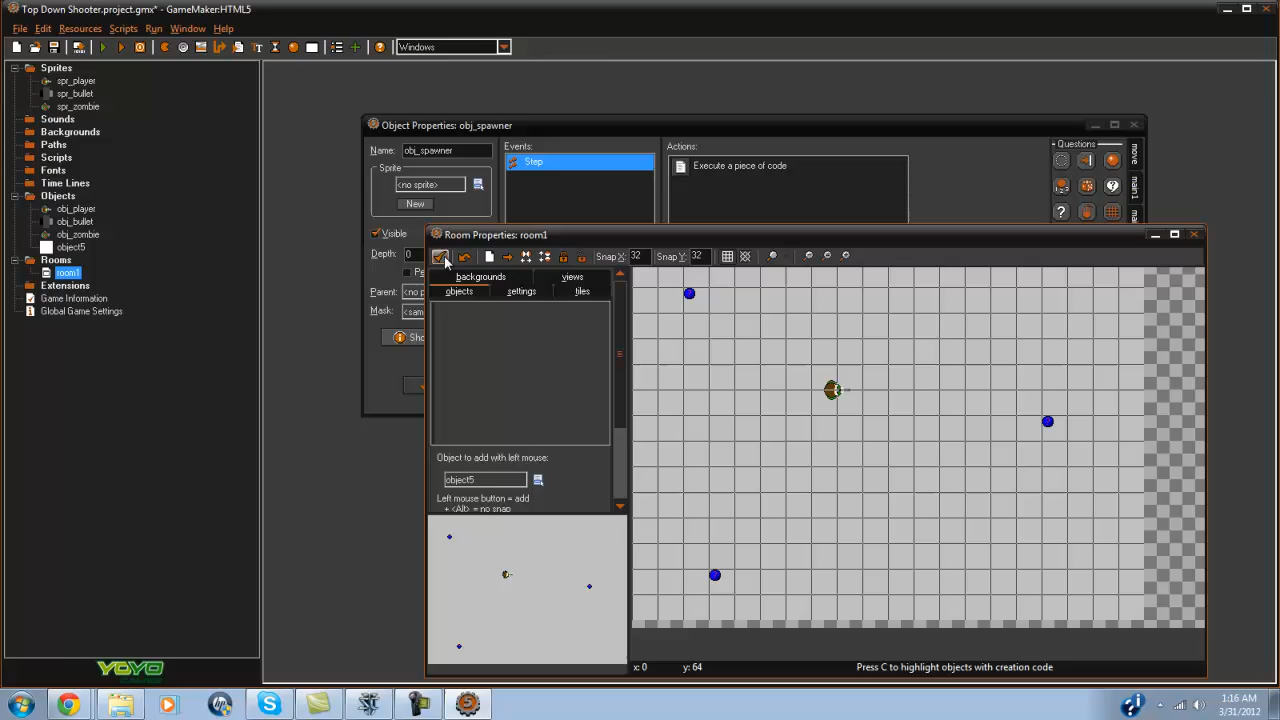 Top Down Shooter.project.gmx* - GameMaker:HTML5
File Edit Resources Scripts Run Window Help
Windows
Sprites
spr_player
spr_bullet
spr_zombie
Sounds
Backgrounds
Paths
Scripts
Fonts
Time Lines
Objects
obj_player
obj_bullet
obj_zombie
object5
Rooms
room1
Extensions
Game Information
Global Game Settings
YOYO
GAMES
Object Properties: obj_spawner
Name: obj_spawner
Sprite
<no sprite>
New
Visible
Depth: 0
Parent:
Mask:
Events:
Step
Actions:
Execute a piece of code
Questions
move
main1
Room Properties: room1
Snap X: 32 Snap Y: 32
backgrounds views
objects settings tiles
Object to add with left mouse:
object5
Left mouse button = add
+ <Alt> = no snap
x: 0 y: 64 Press C to highlight objects with creation code
1:16 AM
3/31/2012